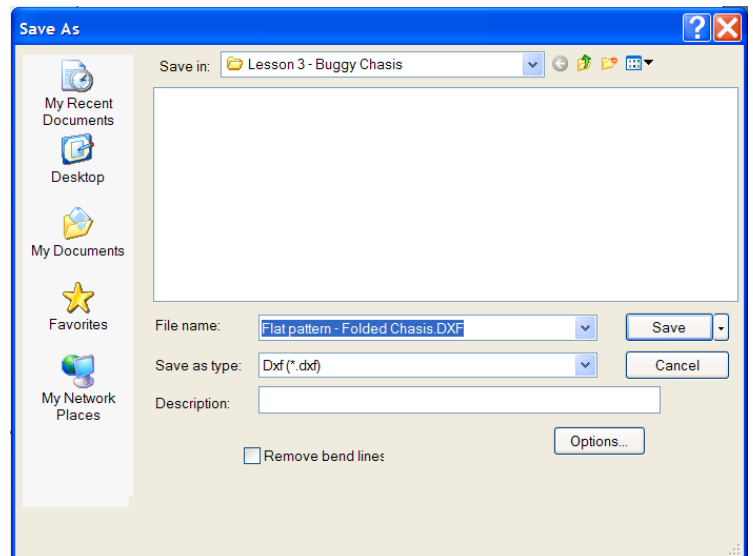 Save As
Save in:
Lesson 3 - Buggy Chasis
My Recent
Documents
Desktop
My Documents
Favorites
My Network
Places
File name:
Flat pattern - Folded Chasis.DXF
Save
Save as type:
Dxf (*.dxf)
Cancel
Description:
Options...
Remove bend lines